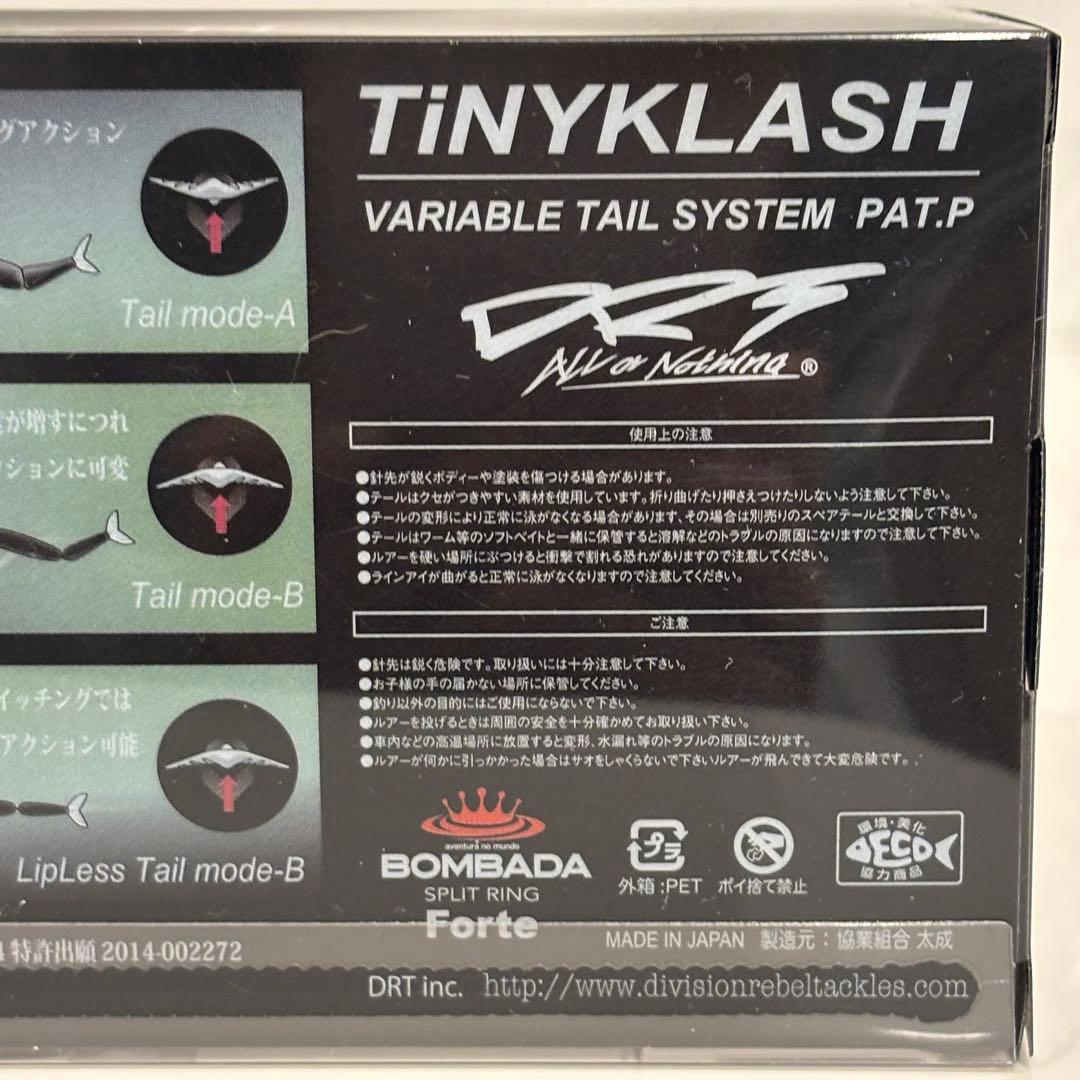 グアクション
Tail mode-A
が増すにつれ
ションに可変
Tail mode-B
イッチングでは
アクション可能
LipLess Tail mode-B
特許出願 2014-002272
TiNYKLASH
VARIABLE TAIL SYSTEM PAT.P
DRT
ALL or Nothing ®
使用上の注意
●針先が鋭くボディーや塗装を傷つける場合があります。
●テールはクセがつきやすい素材を使用しています。折り曲げたり押さえつけたりしないよう注意して下さい。
●テールの変形により正常に泳がなくなる場合があります、その場合は別売りのスペアテールと交換して下さい。
●テールはワーム等のソフトベイトと一緒に保管すると溶解などのトラブルの原因になりますので注意して下さい。
●ルアーを硬い場所にぶつけると衝撃で割れる恐れがありますので注意してください。
●ラインアイが曲がると正常に泳がなくなりますので注意してください。
ご注意
●針先は鋭く危険です。取り扱いには十分注意して下さい。
●お子様の手の届かない場所に保管してください。
●釣り以外の目的にはご使用にならないで下さい。
●ルアーを投げるときは周囲の安全を十分確かめてお取り扱い下さい。
●車内などの高温場所に放置すると変形、水漏れ等のトラブルの原因になります。
●ルアーが何かに引っかかった場合はサオをしゃくらないで下さいルアーが飛んできて大変危険です。
aventura no mundo
BOMBADA
SPLIT RING
Forte
プラ
外箱:PET
ポイ捨て禁止
環境・美化
ECO
協力商品
MADE IN JAPAN 製造元：協業組合 太成
DRT inc. http://www.divisionrebeltackles.com